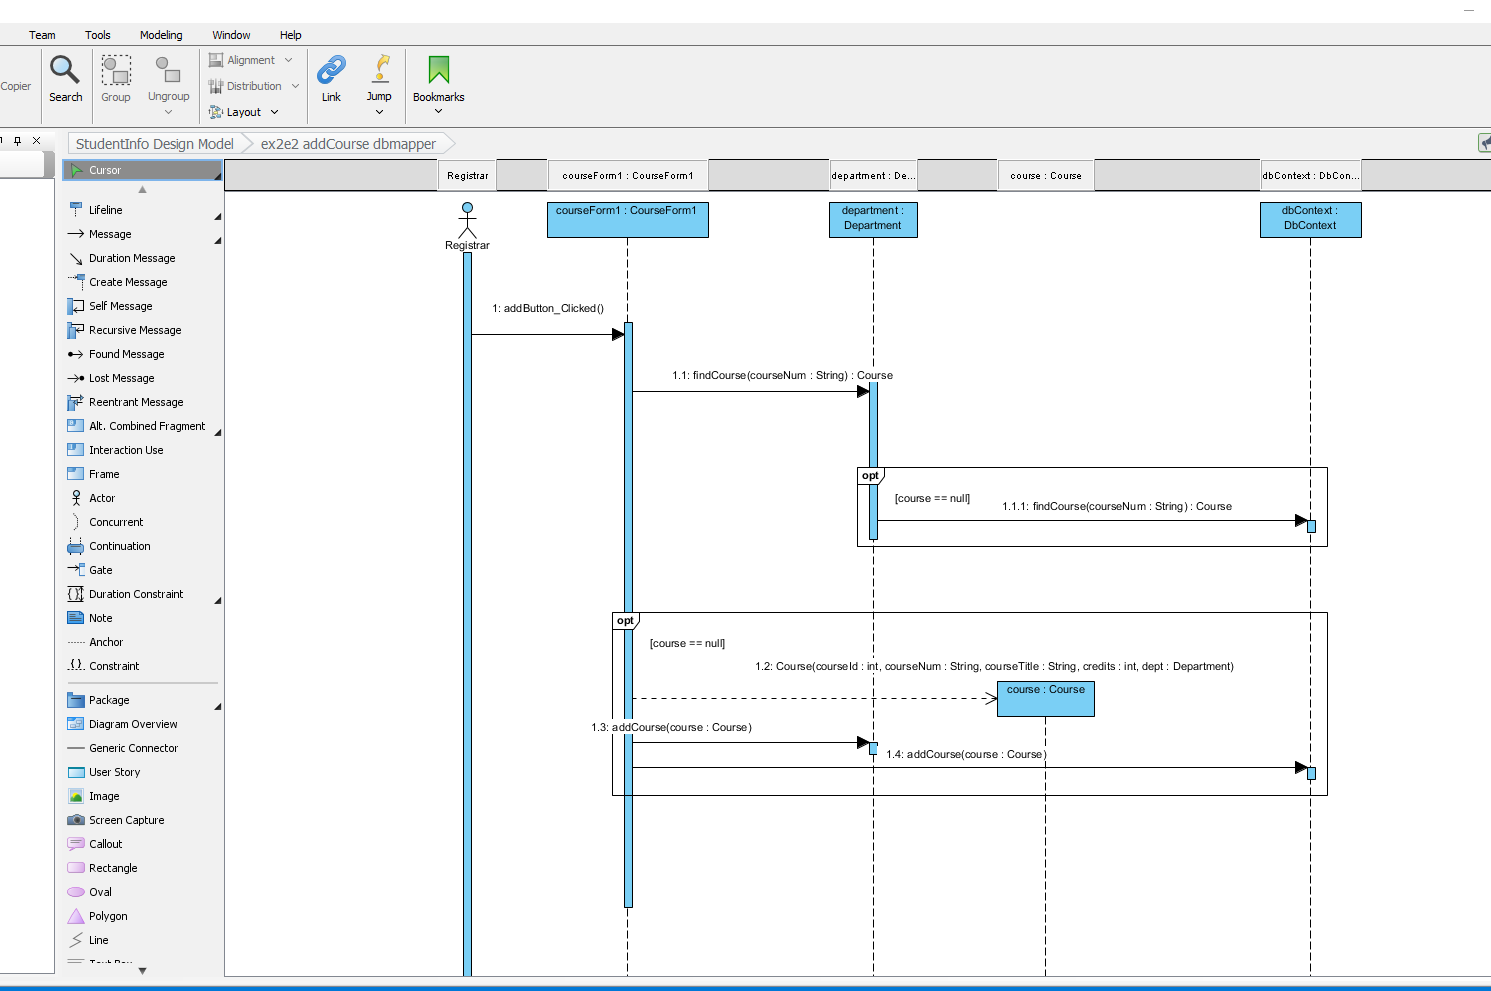 Team Tools Modeling Window Help
Copier
Search
Group
Ungroup
Alignment
Distribution
Layout
Link
Jump
Bookmarks
StudentInfo Design Model
ex2e2 addCourse dbmapper
Cursor
Lifeline
Message
Duration Message
Create Message
Self Message
Recursive Message
Found Message
Lost Message
Reentrant Message
Alt. Combined Fragment
Interaction Use
Frame
Actor
Concurrent
Continuation
Gate
Duration Constraint
Note
Anchor
Constraint
Package
Diagram Overview
Generic Connector
User Story
Image
Screen Capture
Callout
Rectangle
Oval
Polygon
Line
Registrar
courseForm1 : CourseForm1
department : De...
course : Course
dbContext : DbCon...
Registrar
courseForm1 : CourseForm1
department :
Department
dbContext :
DbContext
1: addButton_Clicked()
1.1: findCourse(courseNum : String) : Course
opt
[course == null]
1.1.1: findCourse(courseNum : String) : Course
opt
[course == null]
1.2: Course(courseId : int, courseNum : String, courseTitle : String, credits : int, dept : Department)
course : Course
1.3: addCourse(course : Course)
1.4: addCourse(course : Course)